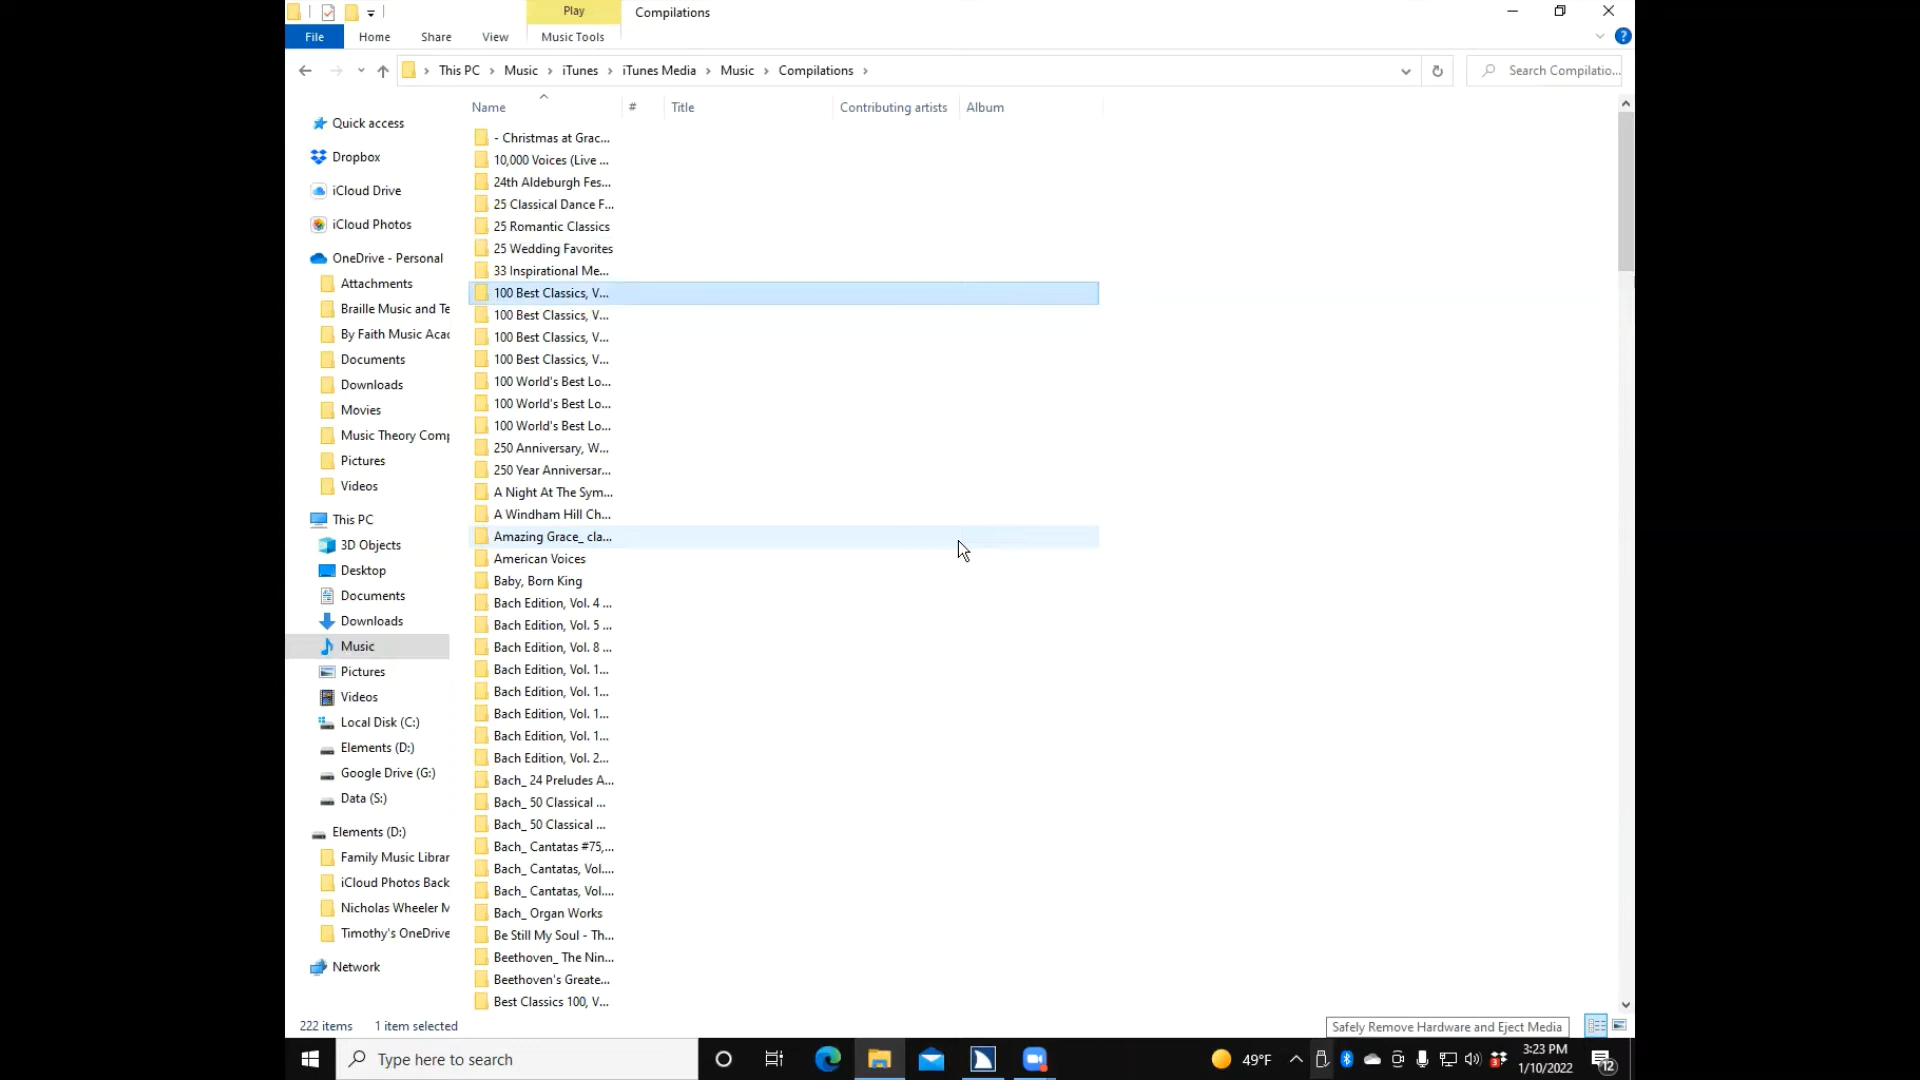 Play
Compilations
File
Home
Share
View
Music Tools
This PC
Music
iTunes
iTunes Media
Music
Compilations
Search Compilatio...
Name
#
Title
Contributing artists
Album
Quick access
Dropbox
iCloud Drive
iCloud Photos
OneDrive - Personal
Attachments
Braille Music and Te
By Faith Music Acac
Documents
Downloads
Movies
Music Theory Comp
Pictures
Videos
This PC
3D Objects
Desktop
Documents
Downloads
Music
Pictures
Videos
Local Disk (C:)
Elements (D:)
Google Drive (G:)
Data (S:)
Elements (D:)
Family Music Librar
iCloud Photos Back
Nicholas Wheeler M
Timothy's OneDrive
Network
- Christmas at Grac...
10,000 Voices (Live ...
24th Aldeburgh Fes...
25 Classical Dance F...
25 Romantic Classics
25 Wedding Favorites
33 Inspirational Me...
100 Best Classics, V...
100 Best Classics, V...
100 Best Classics, V...
100 Best Classics, V...
100 World's Best Lo...
100 World's Best Lo...
100 World's Best Lo...
250 Anniversary, W...
250 Year Anniversar...
A Night At The Sym...
A Windham Hill Ch...
Amazing Grace_ cla...
American Voices
Baby, Born King
Bach Edition, Vol. 4 ...
Bach Edition, Vol. 5 ...
Bach Edition, Vol. 8 ...
Bach Edition, Vol. 1...
Bach Edition, Vol. 1...
Bach Edition, Vol. 1...
Bach Edition, Vol. 1...
Bach Edition, Vol. 2...
Bach_ 24 Preludes A...
Bach_ 50 Classical ...
Bach_ 50 Classical ...
Bach_ Cantatas #75,...
Bach_ Cantatas, Vol....
Bach_ Cantatas, Vol....
Bach_ Organ Works
Be Still My Soul - Th...
Beethoven_ The Nin...
Beethoven's Greate...
Best Classics 100, V...
222 items
1 item selected
Safely Remove Hardware and Eject Media
Type here to search
49°F
3:23 PM
1/10/2022
12